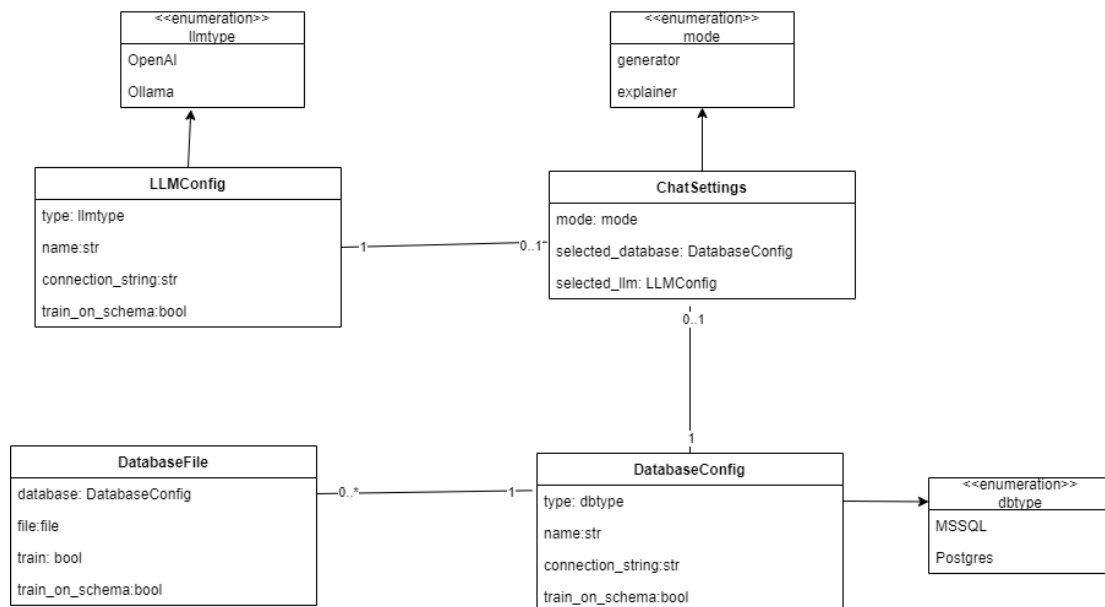 <<enumeration>>
llmtype
OpenAI
Ollama
<<enumeration>>
mode
generator
explainer
LLMConfig
type: llmtype
name:str
connection_string:str
train_on_schema:bool
1
0..1
ChatSettings
mode: mode
selected_database: DatabaseConfig
selected_llm: LLMConfig
0..1
1
DatabaseFile
database: DatabaseConfig
file:file
train: bool
train_on_schema:bool
0..*
1
DatabaseConfig
type: dbtype
name:str
connection_string:str
train_on_schema:bool
<<enumeration>>
dbtype
MSSQL
Postgres